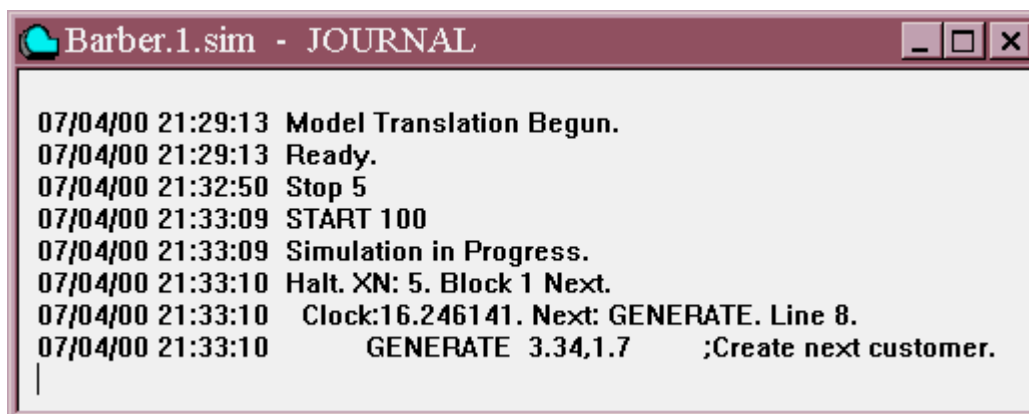 Barber.1.sim - JOURNAL
07/04/00 21:29:13 Model Translation Begun.
07/04/00 21:29:13 Ready.
07/04/00 21:32:50 Stop 5
07/04/00 21:33:09 START 100
07/04/00 21:33:09 Simulation in Progress.
07/04/00 21:33:10 Halt. XN: 5. Block 1 Next.
07/04/00 21:33:10 Clock:16.246141. Next: GENERATE. Line 8.
07/04/00 21:33:10 GENERATE 3.34,1.7 ;Create next customer.